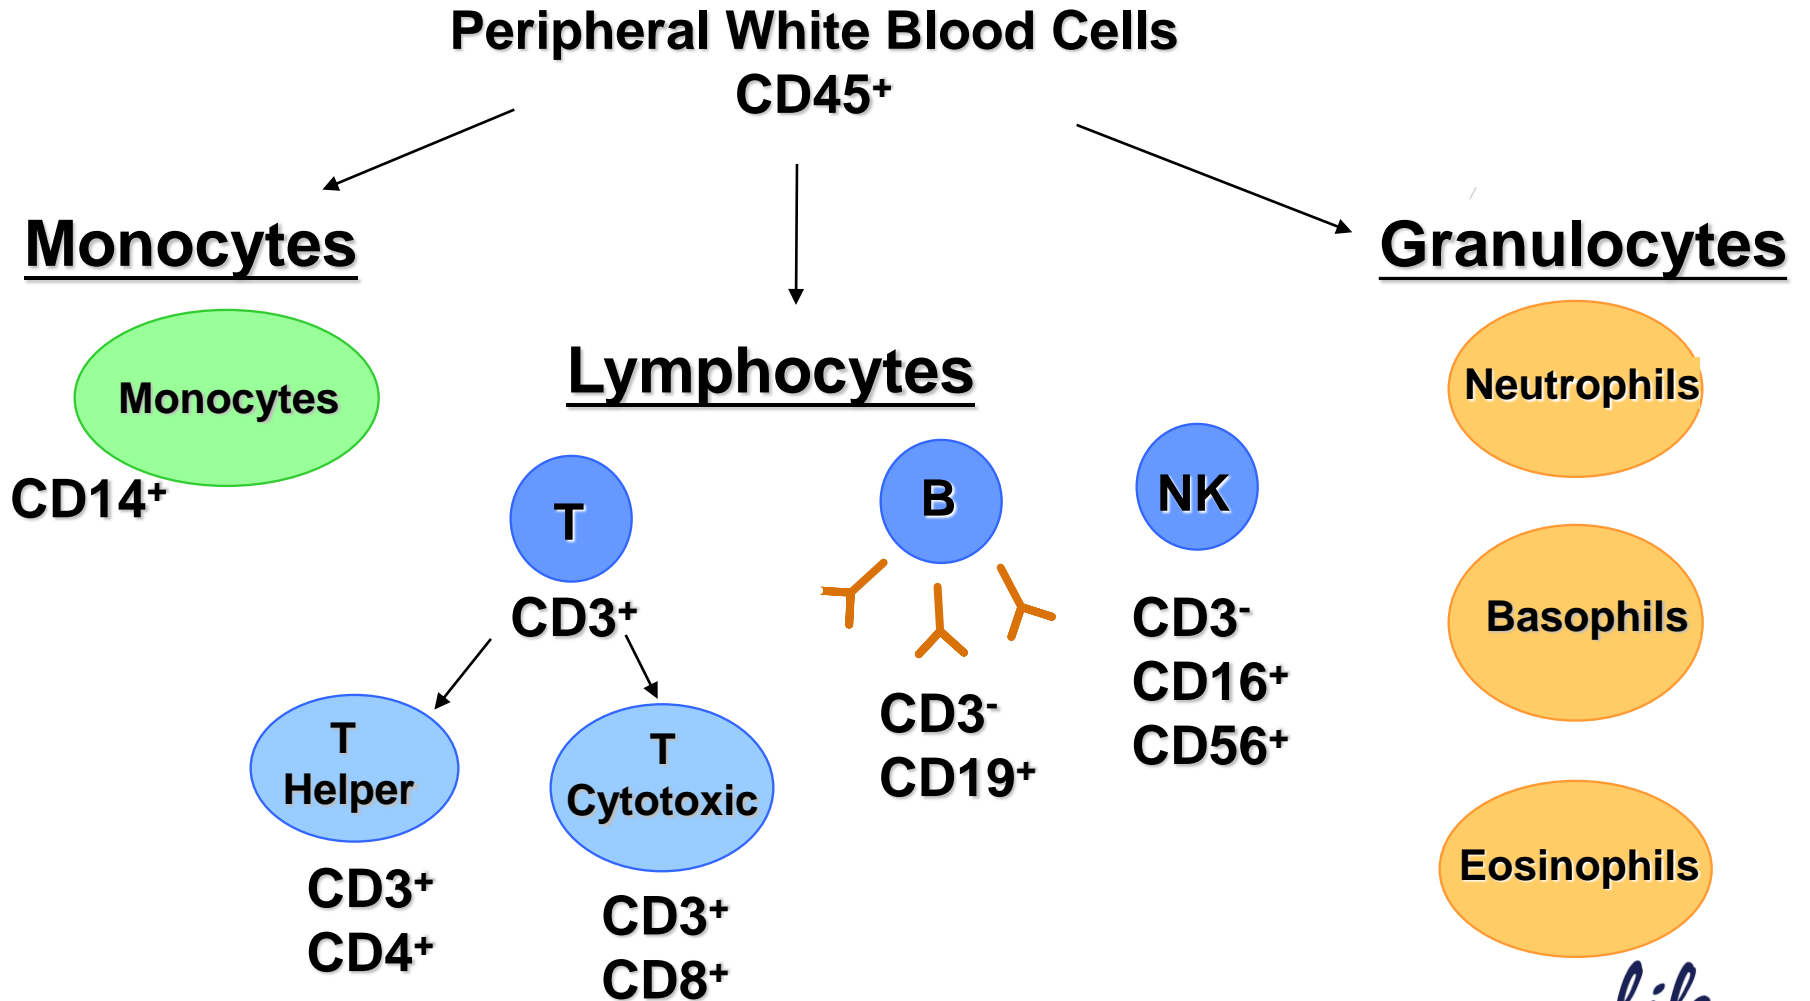 Peripheral White Blood Cells
CD45⁺
Monocytes
Granulocytes
Monocytes
CD14⁺
Lymphocytes
T
CD3⁺
B
CD3⁻
CD19⁺
NK
CD3⁻
CD16⁺
CD56⁺
T
Helper
CD3⁺
CD4⁺
T
Cytotoxic
CD3⁺
CD8⁺
Neutrophils
Basophils
Eosinophils